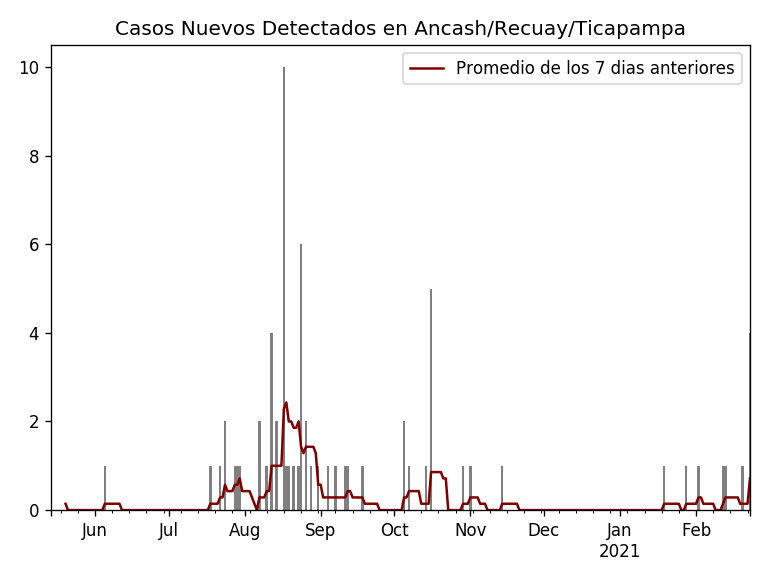 Casos Nuevos Detectados en Ancash/Recuay/Ticapampa
Promedio de los 7 dias anteriores
10
8
6
4
2
0
Jun Jul Aug Sep Oct Nov Dec Jan Feb
2021